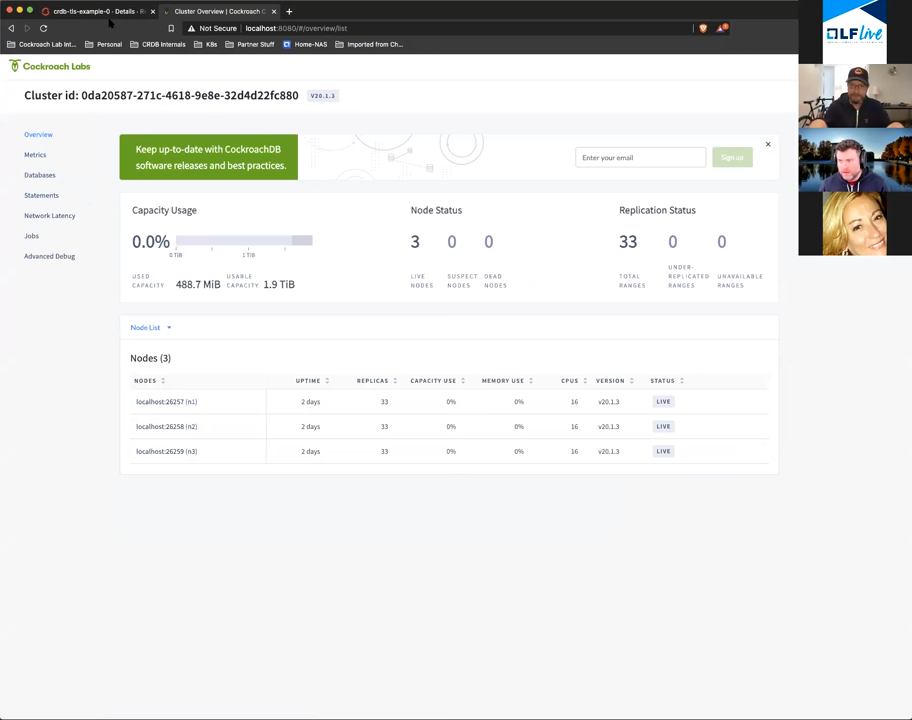 crdb-tls-example-0 · Details · R
Cluster Overview | Cockroach C
Not Secure
localhost:8080/#/overview/list
Cockroach Lab Int...
Personal
CRDB Internals
K8s
Partner Stuff
Home-NAS
Imported from Ch...
LF live
Cockroach Labs
Cluster id: 0da20587-271c-4618-9e8e-32d4d22fc880
V20.1.3
Overview
Metrics
Databases
Statements
Network Latency
Jobs
Advanced Debug
Keep up-to-date with CockroachDB
software releases and best practices.
Enter your email
Sign up
Capacity Usage
0.0%
0 TiB
1 TiB
USED
CAPACITY
488.7 MiB
USABLE
CAPACITY
1.9 TiB
Node Status
3 0 0
LIVE
NODES
SUSPECT
NODES
DEAD
NODES
Replication Status
33 0 0
TOTAL
RANGES
UNDER-
REPLICATED
RANGES
UNAVAILABLE
RANGES
Node List
Nodes (3)
NODES UPTIME REPLICAS CAPACITY USE MEMORY USE CPUS VERSION STATUS
localhost:26257 (n1) 2 days 33 0% 0% 16 v20.1.3 LIVE
localhost:26258 (n2) 2 days 33 0% 0% 16 v20.1.3 LIVE
localhost:26259 (n3) 2 days 33 0% 0% 16 v20.1.3 LIVE